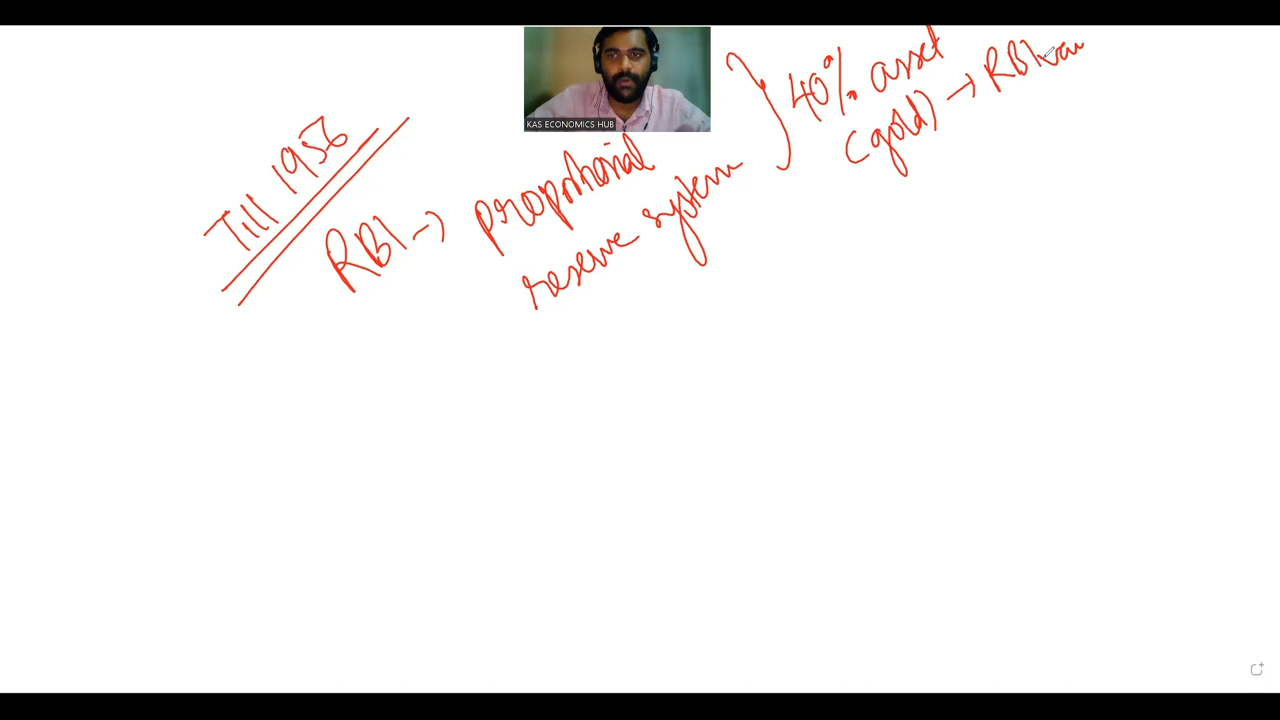 KAS ECONOMICS HUB
Till 1956
RBI → proportional
reserve system
40% asset
(gold) → RBI